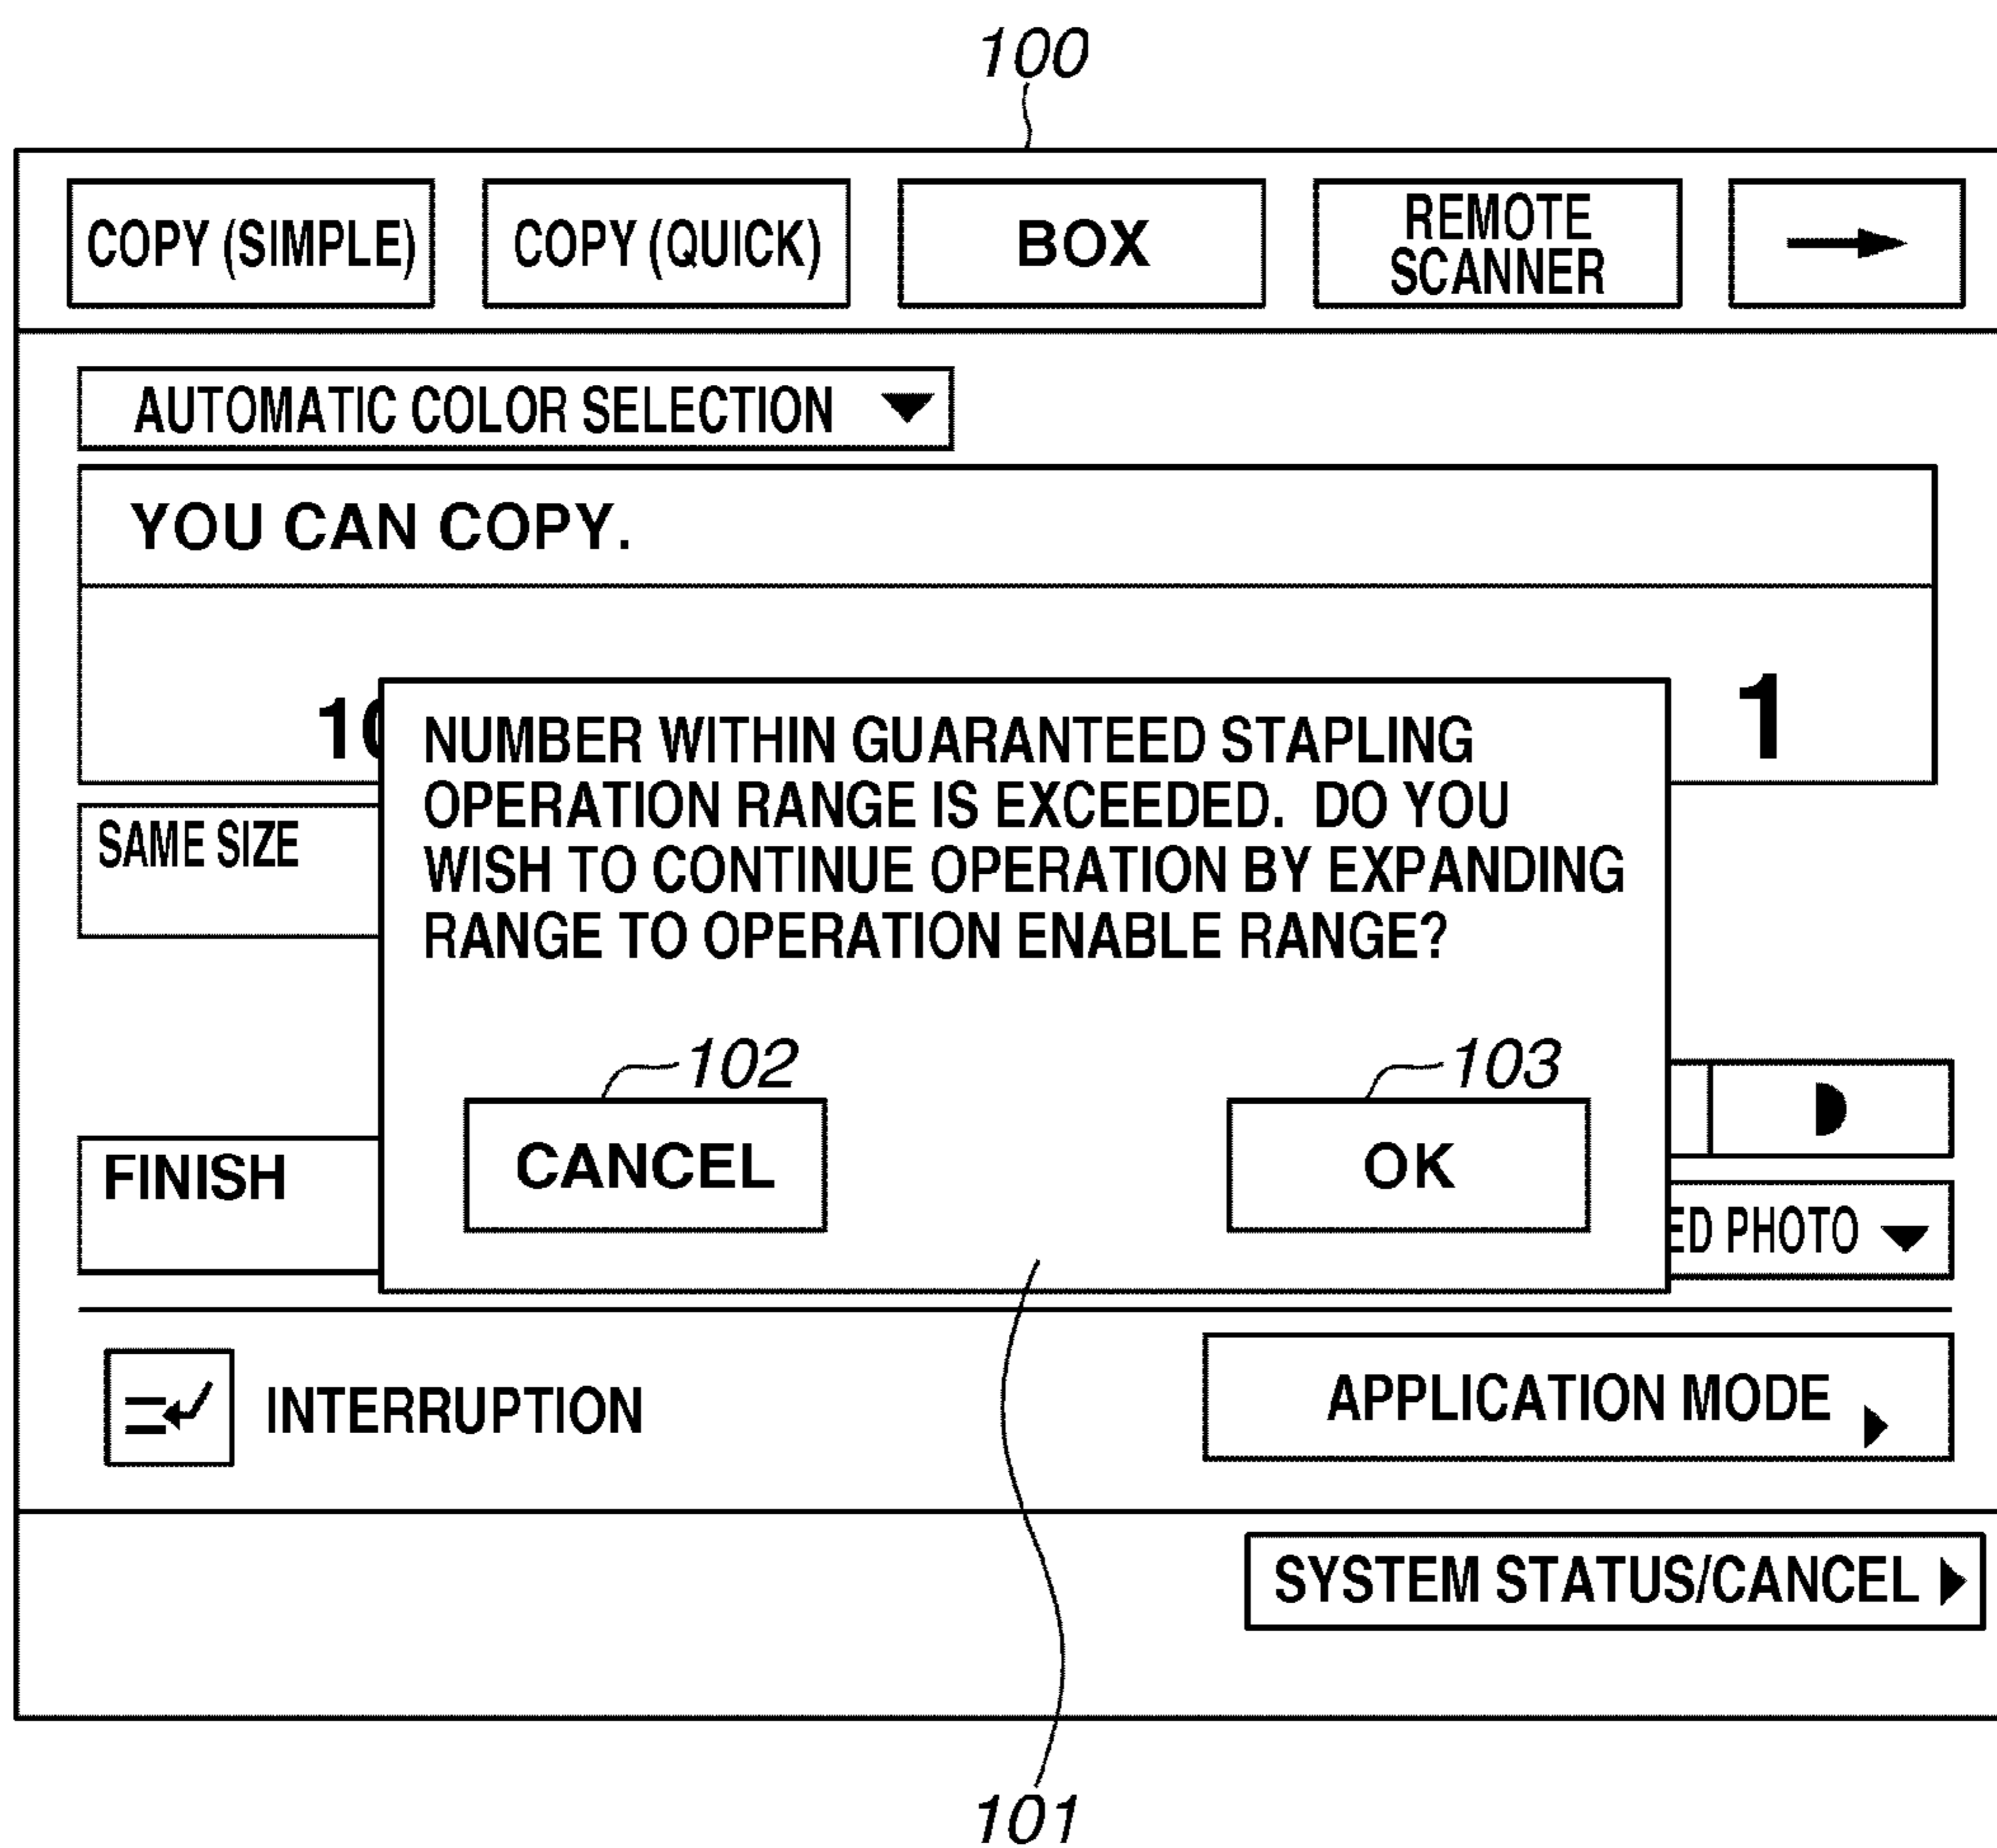 100
COPY (SIMPLE)
COPY (QUICK)
BOX
REMOTE
SCANNER
AUTOMATIC COLOR SELECTION
YOU CAN COPY.
1
NUMBER WITHIN GUARANTEED STAPLING
OPERATION RANGE IS EXCEEDED. DO YOU
WISH TO CONTINUE OPERATION BY EXPANDING
RANGE TO OPERATION ENABLE RANGE?
SAME SIZE
102
103
CANCEL
OK
FINISH
ED PHOTO
INTERRUPTION
APPLICATION MODE
SYSTEM STATUS/CANCEL
101